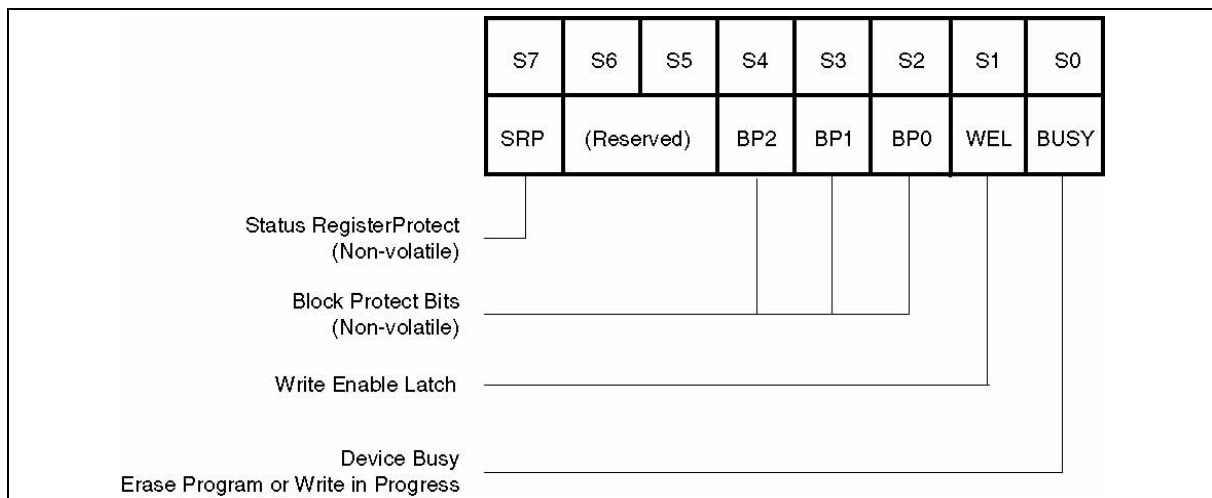 S7 S6 S5 S4 S3 S2 S1 S0
SRP (Reserved) BP2 BP1 BP0 WEL BUSY
Status RegisterProtect
(Non-volatile)
Block Protect Bits
(Non-volatile)
Write Enable Latch
Device Busy
Erase Program or Write in Progress